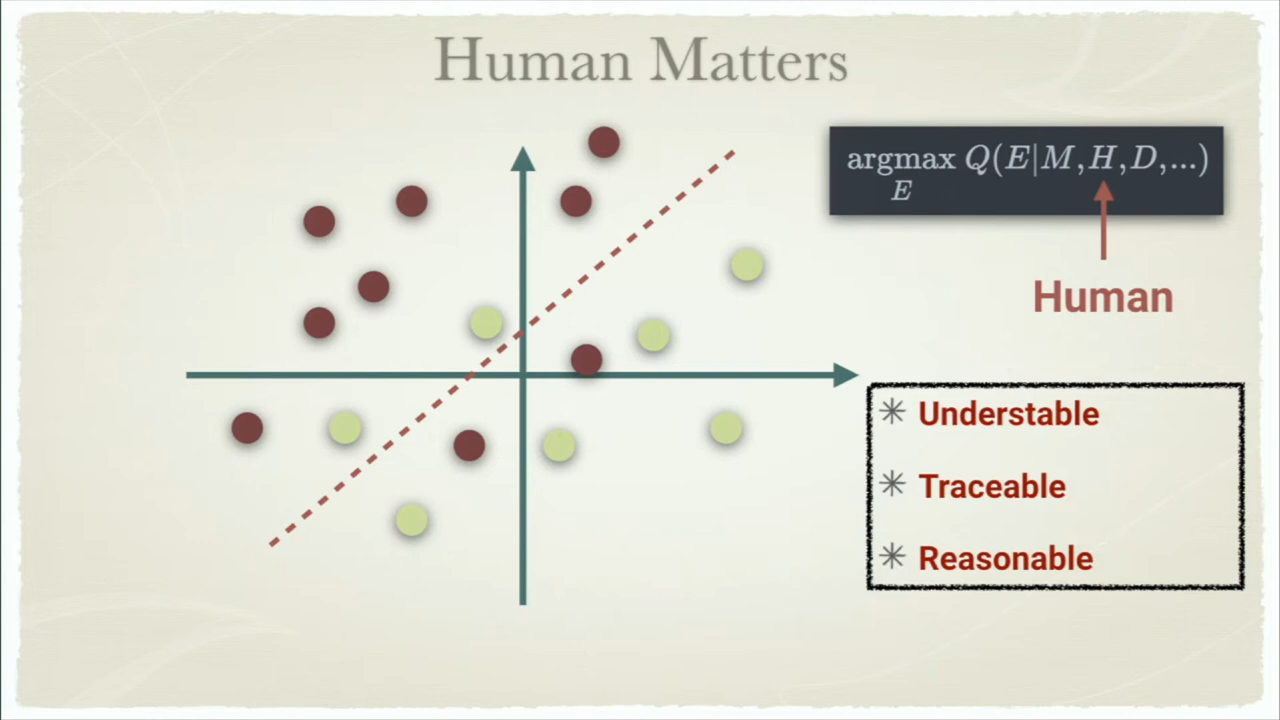 Human Matters
argmax Q(E|M,H,D,...)
E
Human
Understable
Traceable
Reasonable